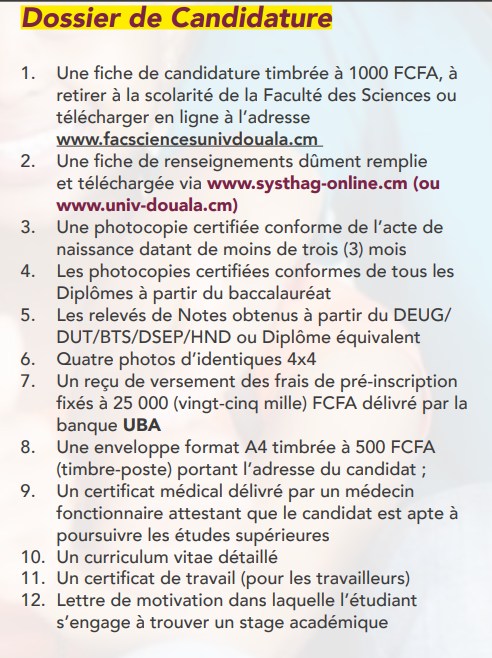 Dossier de Candidature
1. Une fiche de candidature timbrée à 1000 FCFA, à
retirer à la scolarité de la Faculté des Sciences ou
télécharger en ligne à l’adresse
www.facsciencesunivdouala.cm
2. Une fiche de renseignements dûment remplie
et téléchargée via www.systhag-online.cm (ou
www.univ-douala.cm)
3. Une photocopie certifiée conforme de l’acte de
naissance datant de moins de trois (3) mois
4. Les photocopies certifiées conformes de tous les
Diplômes à partir du baccalauréat
5. Les relevés de Notes obtenus à partir du DEUG/
DUT/BTS/DSEP/HND ou Diplôme équivalent
6. Quatre photos d’identiques 4x4
7. Un reçu de versement des frais de pré-inscription
fixés à 25 000 (vingt-cinq mille) FCFA délivré par la
banque UBA
8. Une enveloppe format A4 timbrée à 500 FCFA
(timbre-poste) portant l’adresse du candidat ;
9. Un certificat médical délivré par un médecin
fonctionnaire attestant que le candidat est apte à
poursuivre les études supérieures
10. Un curriculum vitae détaillé
11. Un certificat de travail (pour les travailleurs)
12. Lettre de motivation dans laquelle l’étudiant
s’engage à trouver un stage académique